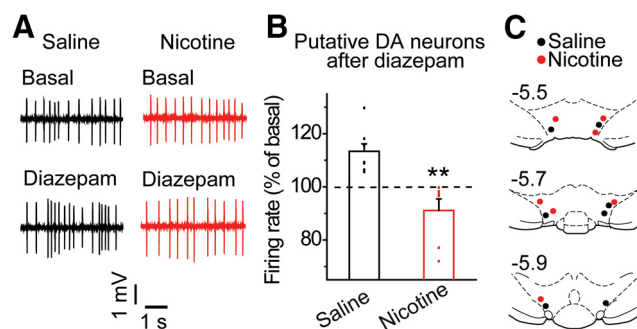 A
Saline
Nicotine
Basal
Basal
Diazepam
Diazepam
1 mV
1 s
B
Putative DA neurons
after diazepam
Firing rate (% of basal)
120
100
80
**
Saline
Nicotine
C
Saline
Nicotine
-5.5
-5.7
-5.9